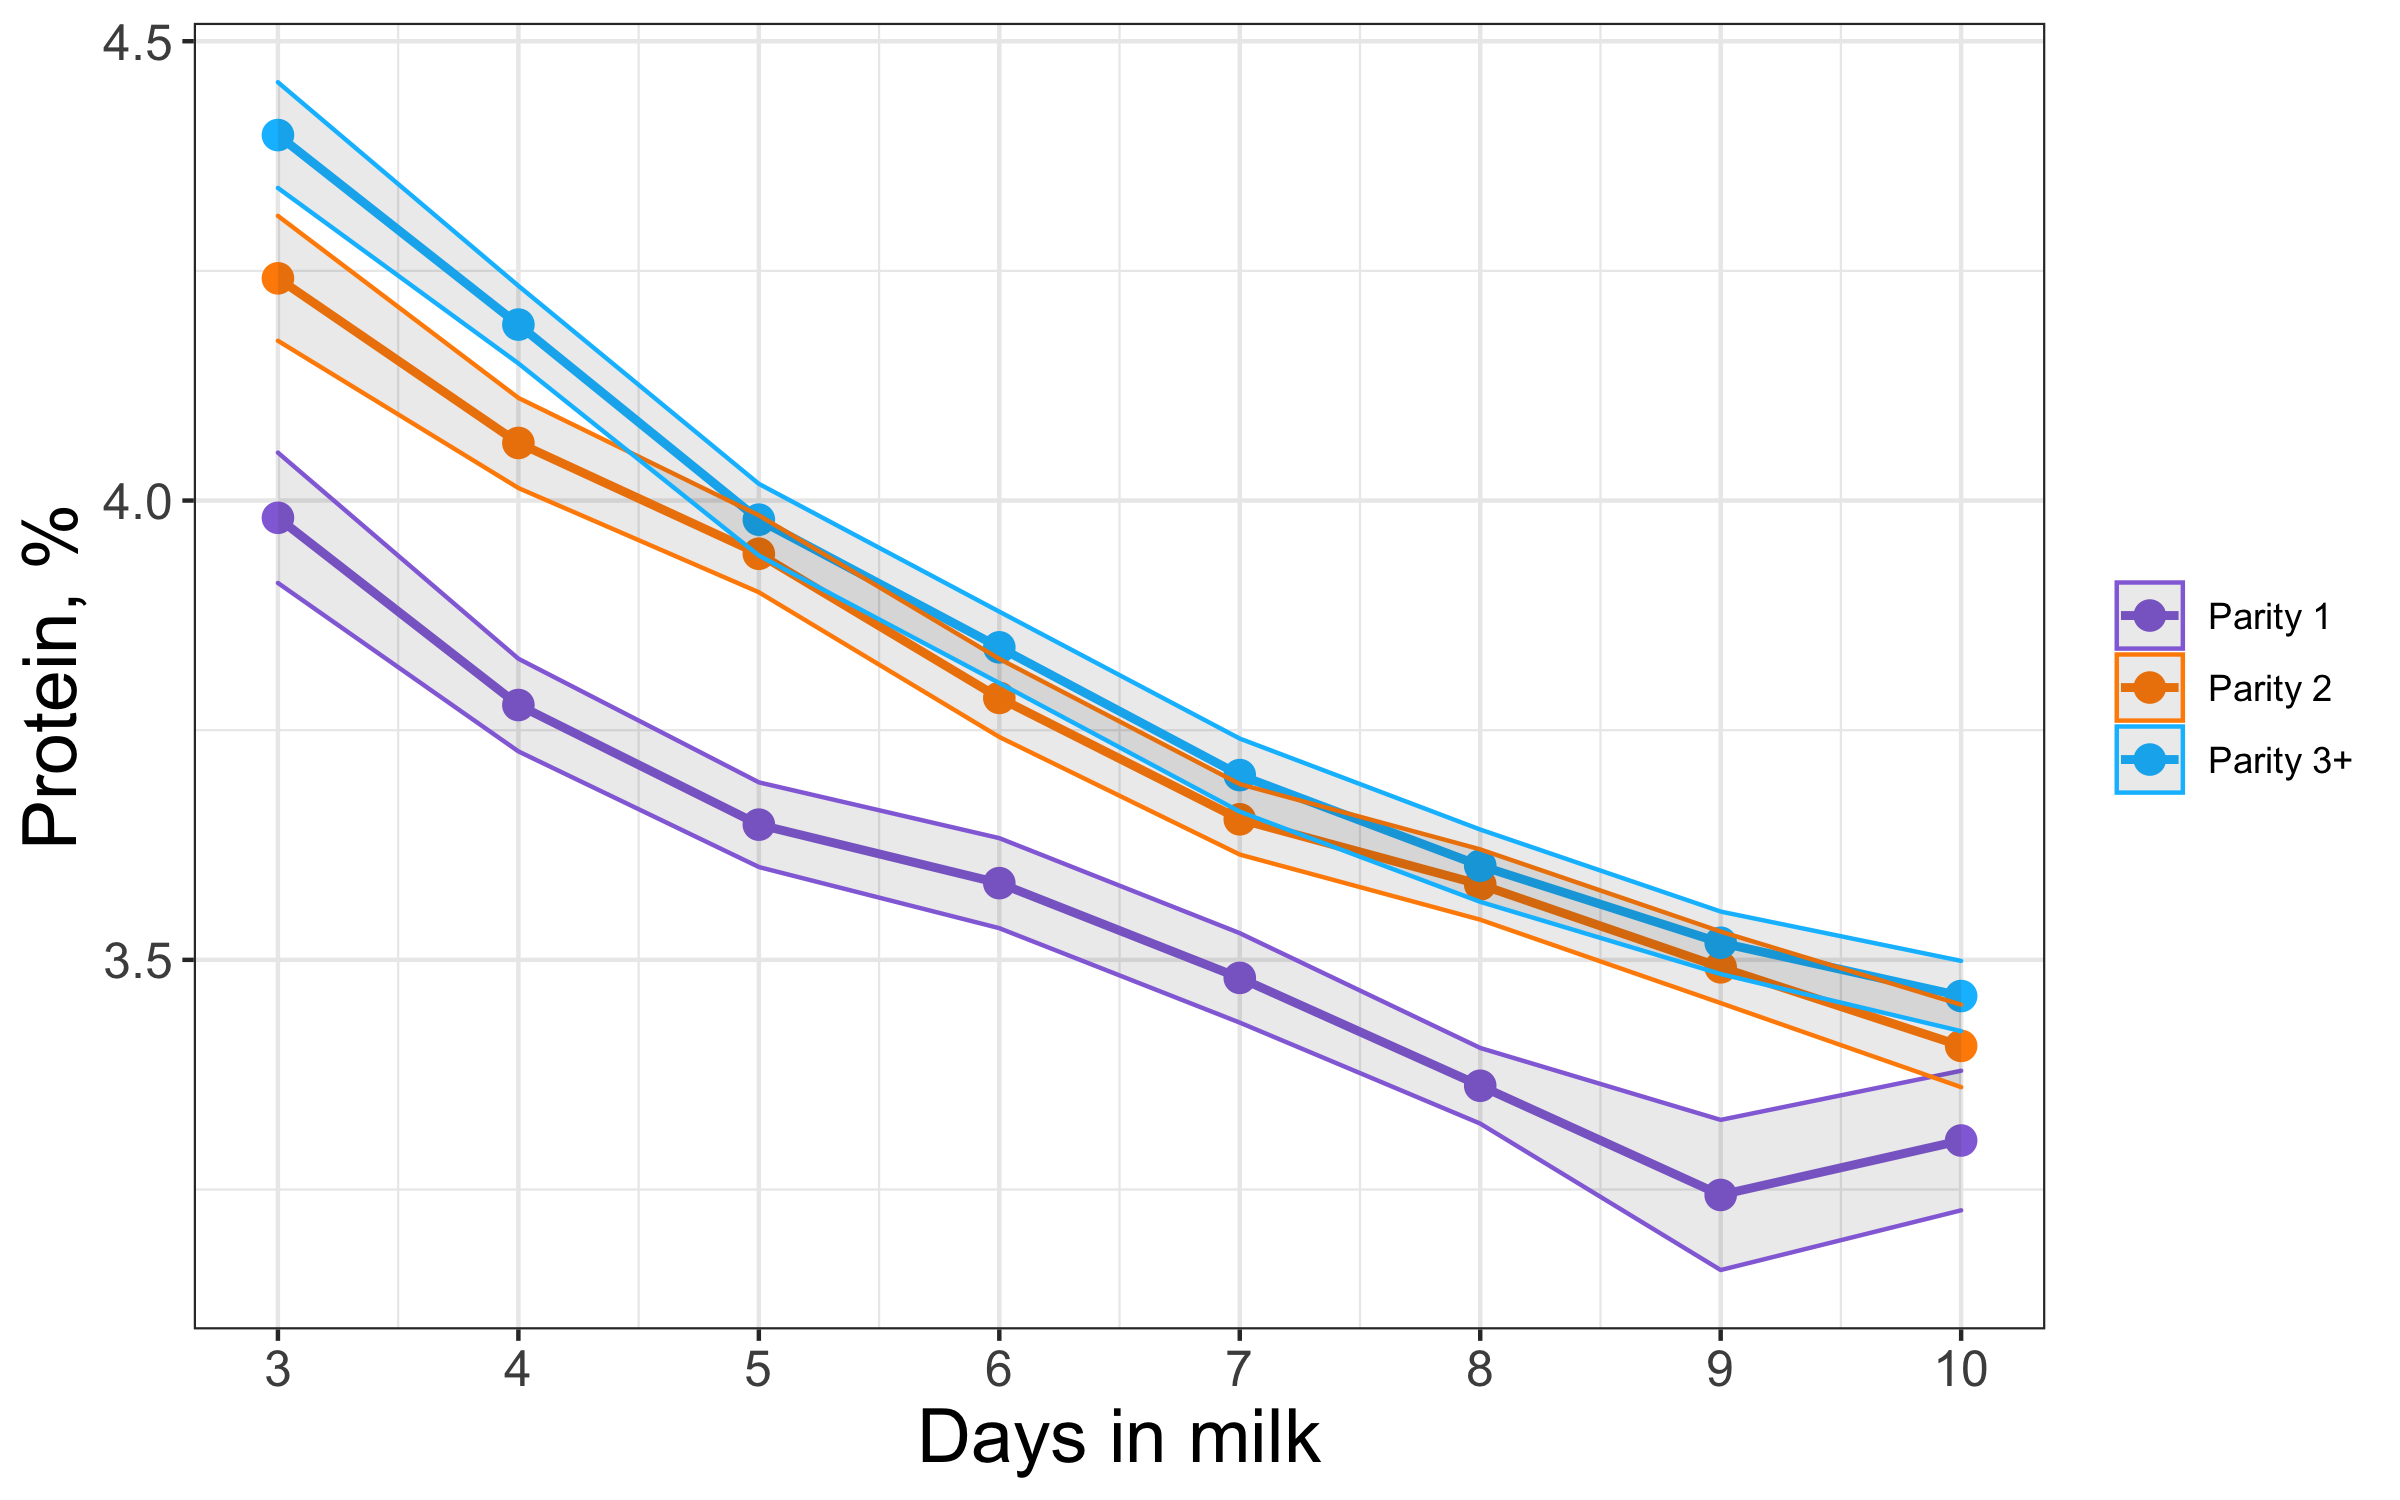 4.5
4.0
3.5
Protein, %
3 4 5 6 7 8 9 10
Days in milk
Parity 1
Parity 2
Parity 3+